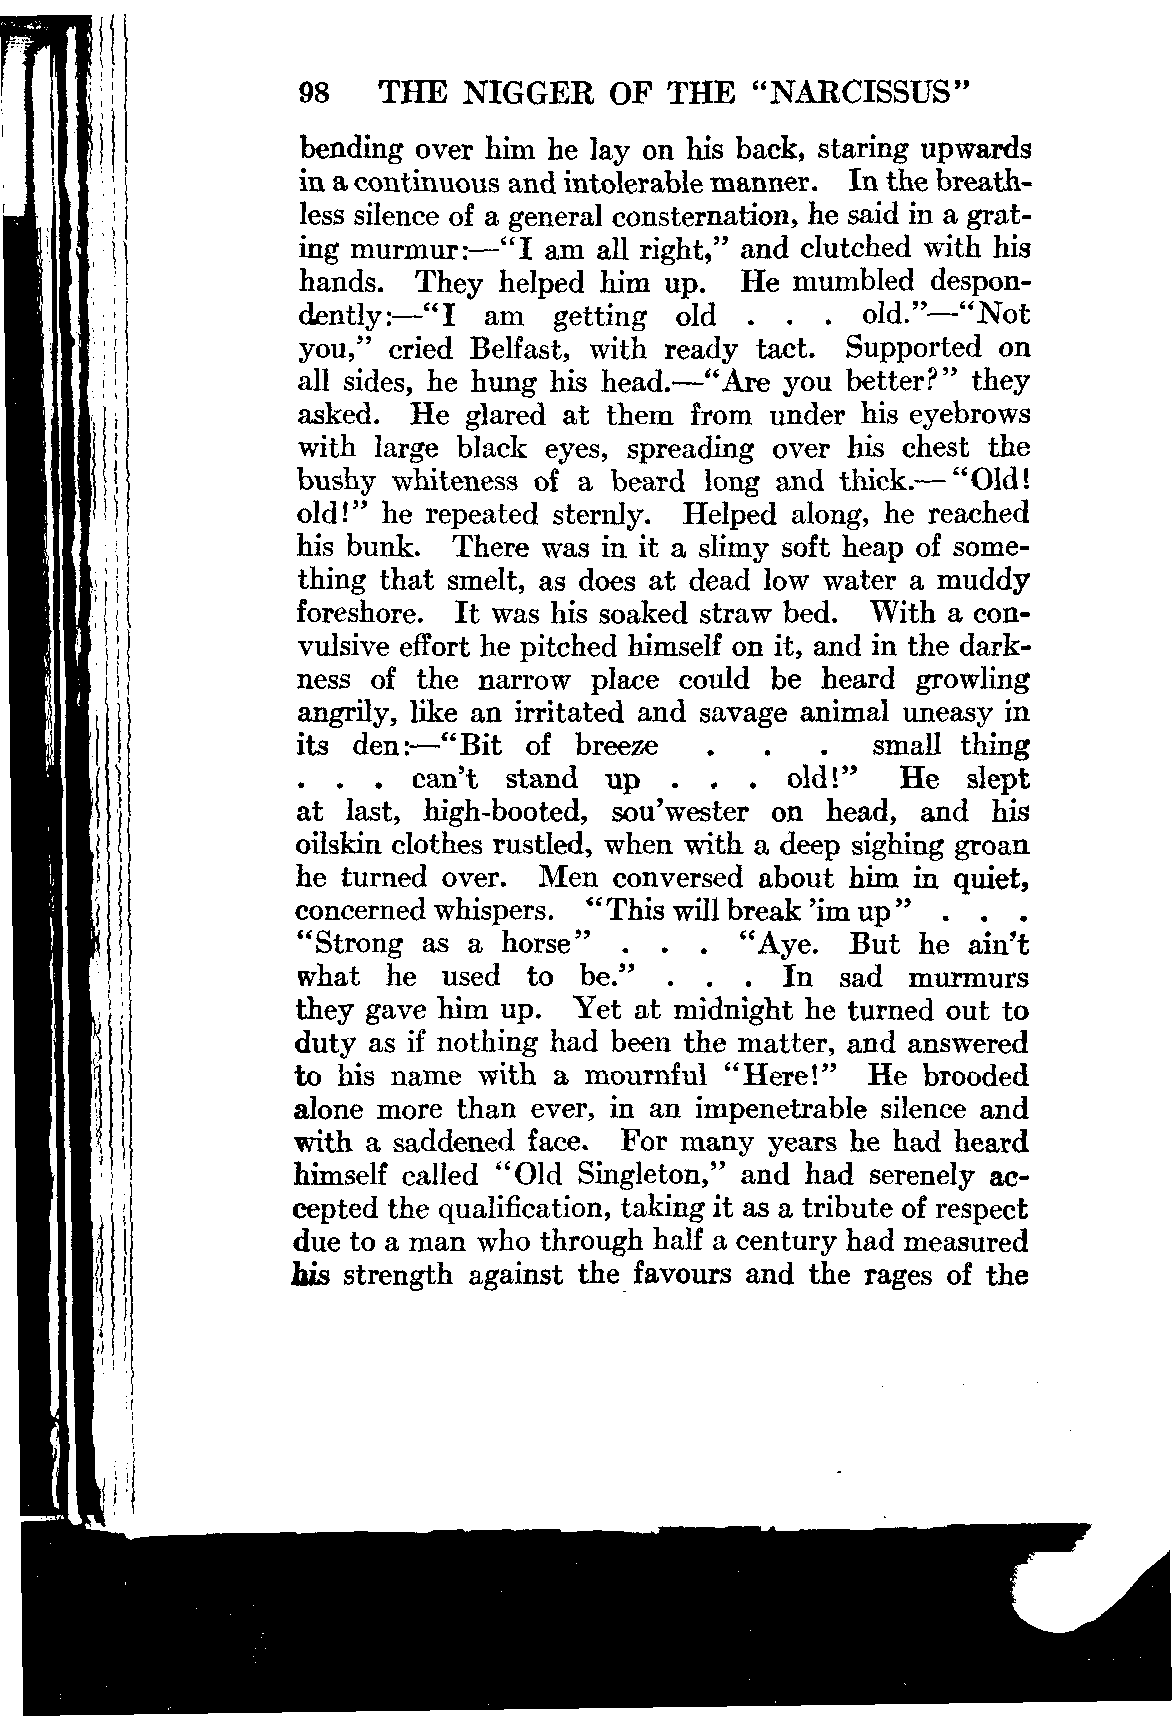 98 THE NIGGER OF THE “NARCISSUS”
bending over him he lay on his back, staring upwards
in a continuous and intolerable manner. In the breath-
less silence of a general consternation, he said in a grat-
ing murmur:—“I am all right,” and clutched with his
hands. They helped him up. He mumbled despon-
dently:—“I am getting old . . . old.”—“Not
you,” cried Belfast, with ready tact. Supported on
all sides, he hung his head.—“Are you better?” they
asked. He glared at them from under his eyebrows
with large black eyes, spreading over his chest the
bushy whiteness of a beard long and thick.—“Old!
old!” he repeated sternly. Helped along, he reached
his bunk. There was in it a slimy soft heap of some-
thing that smelt, as does at dead low water a muddy
foreshore. It was his soaked straw bed. With a con-
vulsive effort he pitched himself on it, and in the dark-
ness of the narrow place could be heard growling
angrily, like an irritated and savage animal uneasy in
its den:—“Bit of breeze . . . small thing
. . . can't stand up . . . old!” He slept
at last, high-booted, sou'wester on head, and his
oilskin clothes rustled, when with a deep sighing groan
he turned over. Men conversed about him in quiet,
concerned whispers. “This will break 'im up” . . .
“Strong as a horse” . . . “Aye. But he ain't
what he used to be.” . . . In sad murmurs
they gave him up. Yet at midnight he turned out to
duty as if nothing had been the matter, and answered
to his name with a mournful “Here!” He brooded
alone more than ever, in an impenetrable silence and
with a saddened face. For many years he had heard
himself called “Old Singleton,” and had serenely ac-
cepted the qualification, taking it as a tribute of respect
due to a man who through half a century had measured
his strength against the favours and the rages of the